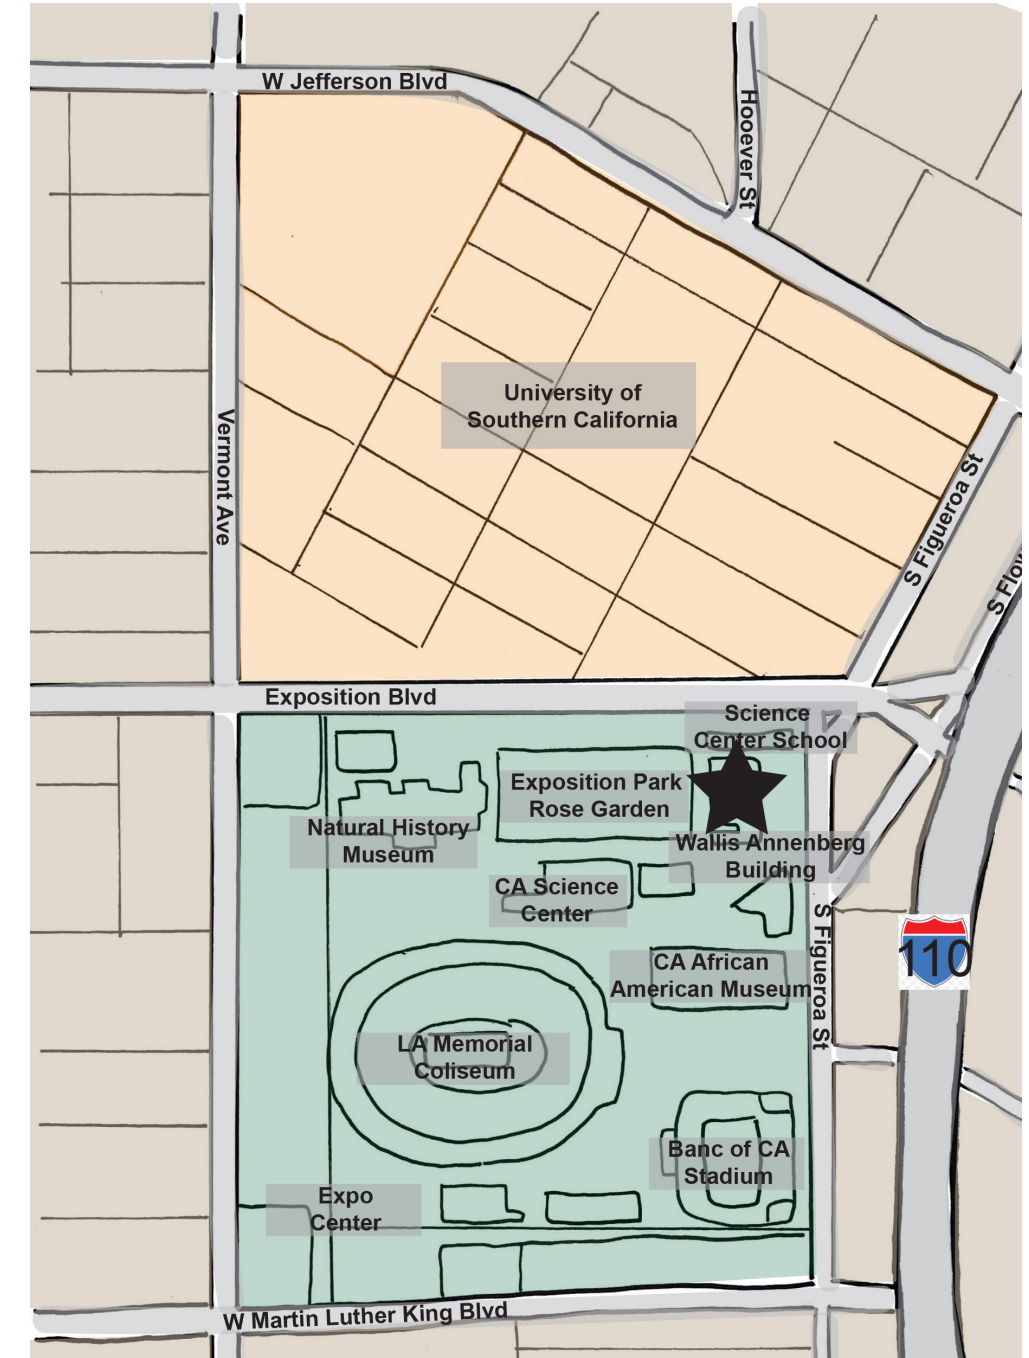 W Jefferson Blvd
Hooever St
University of
Southern California
Vermont Ave
S Figueroa St
Exposition Blvd
Science
Center School
Exposition Park
Rose Garden
Natural History
Museum
Wallis Annenberg
Building
CA Science
Center
S Figueroa St
110
CA African
American Museum
LA Memorial
Coliseum
Banc of CA
Stadium
Expo
Center
W Martin Luther King Blvd